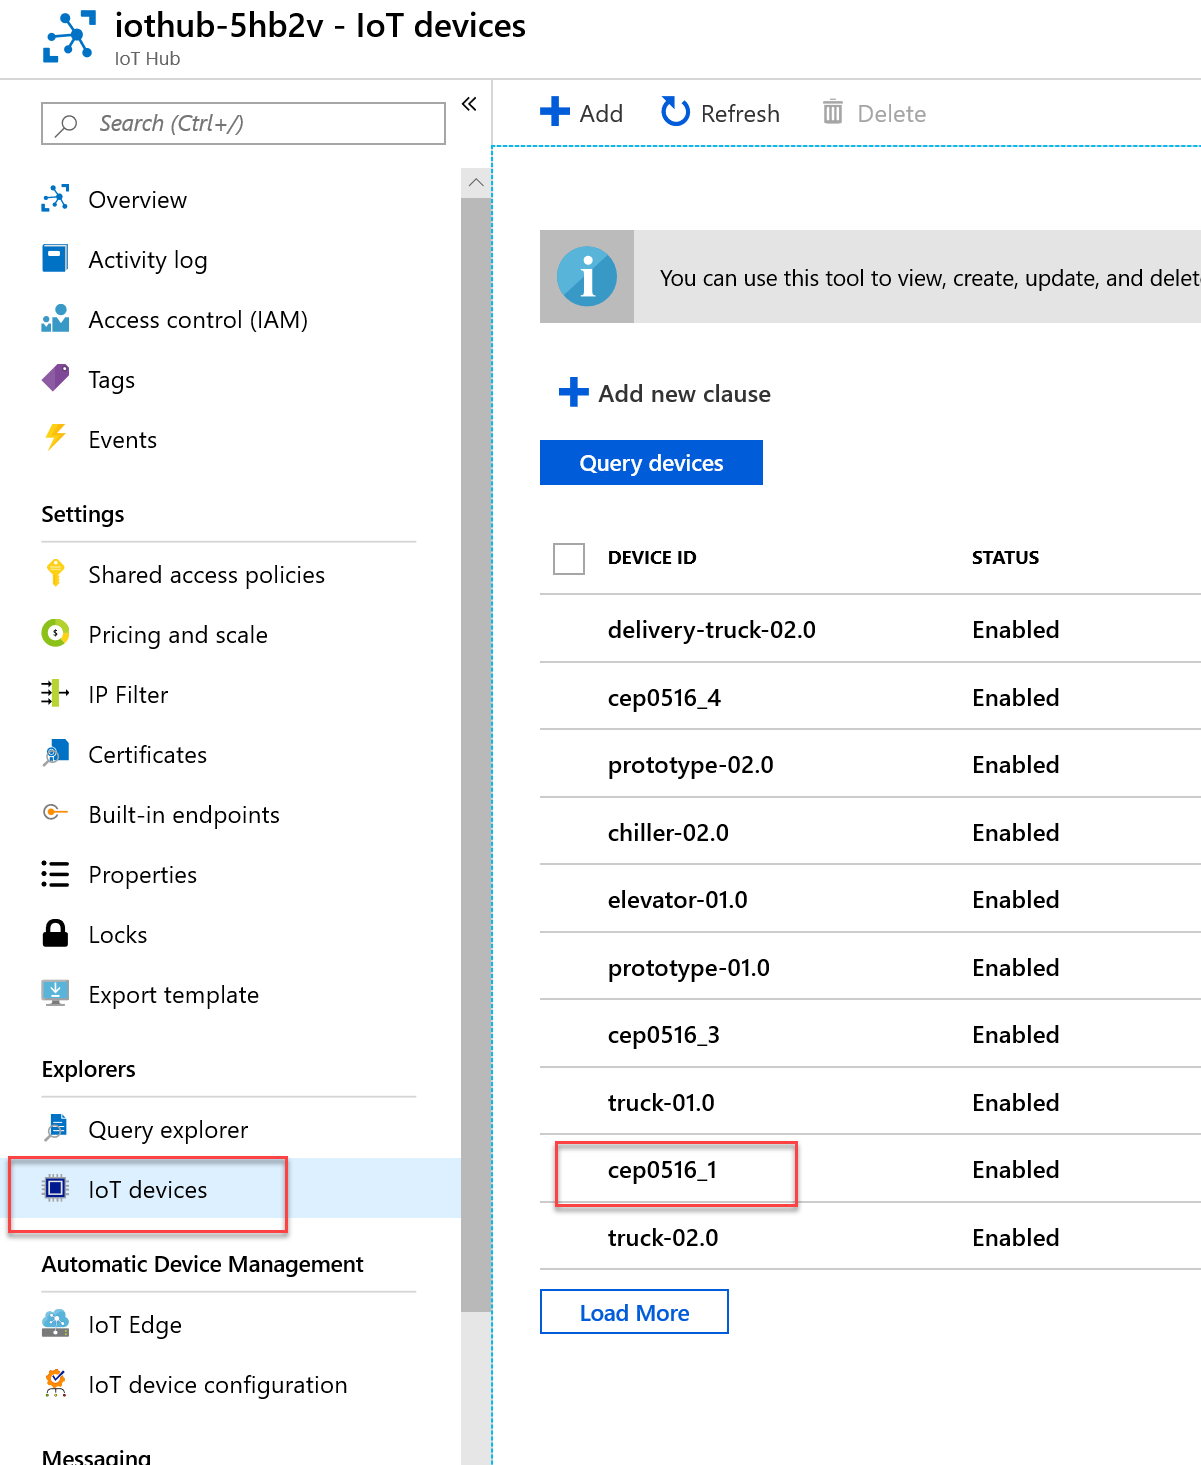 iothub-5hb2v - IoT devices
IoT Hub
Search (Ctrl+/)
Overview
Activity log
Access control (IAM)
Tags
Events
Settings
Shared access policies
Pricing and scale
IP Filter
Certificates
Built-in endpoints
Properties
Locks
Export template
Explorers
Query explorer
IoT devices
Automatic Device Management
IoT Edge
IoT device configuration
Messaging
Add Refresh Delete
You can use this tool to view, create, update, and delet
Add new clause
Query devices
DEVICE ID STATUS
delivery-truck-02.0 Enabled
cep0516_4 Enabled
prototype-02.0 Enabled
chiller-02.0 Enabled
elevator-01.0 Enabled
prototype-01.0 Enabled
cep0516_3 Enabled
truck-01.0 Enabled
cep0516_1 Enabled
truck-02.0 Enabled
Load More